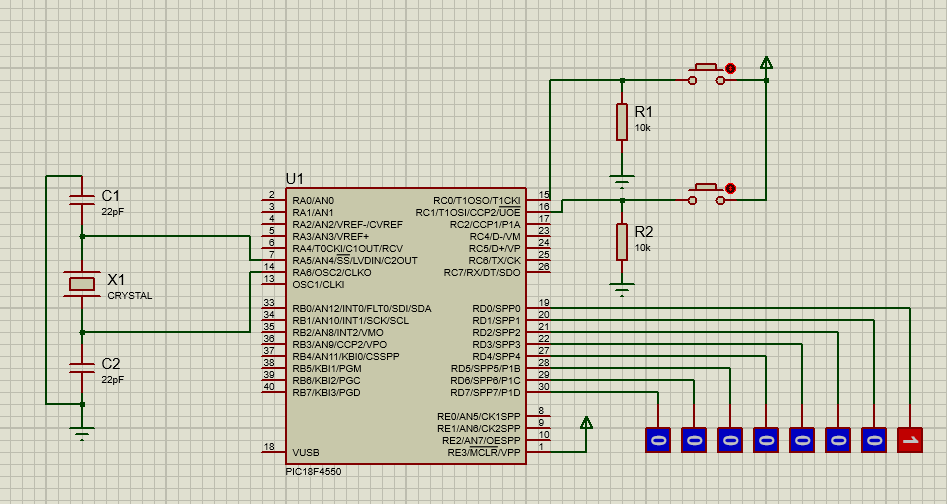 R1
10k
U1
2 RA0/AN0 RC0/T1OSO/T1CKI 15
3 RA1/AN1 RC1/T1OSI/CCP2/UOE 16
4 RA2/AN2/VREF-/CVREF RC2/CCP1/P1A 17
5 RA3/AN3/VREF+ RC4/D-/VM 23
6 RA4/T0CKI/C1OUT/RCV RC5/D+/VP 24
7 RA5/AN4/SS/LVDIN/C2OUT RC6/TX/CK 25
14 RA6/OSC2/CLKO RC7/RX/DT/SDO 26
13 OSC1/CLKI
C1
22pF
R2
10k
X1
CRYSTAL
33 RB0/AN12/INT0/FLT0/SDI/SDA RD0/SPP0 19
34 RB1/AN10/INT1/SCK/SCL RD1/SPP1 20
35 RB2/AN8/INT2/VMO RD2/SPP2 21
36 RB3/AN9/CCP2/VPO RD3/SPP3 22
37 RB4/AN11/KBI0/CSSPP RD4/SPP4 27
38 RB5/KBI1/PGM RD5/SPP5/P1B 28
39 RB6/KBI2/PGC RD6/SPP6/P1C 29
40 RB7/KBI3/PGD RD7/SPP7/P1D 30
C2
22pF
RE0/AN5/CK1SPP 8
RE1/AN6/CK2SPP 9
RE2/AN7/OESPP 10
18 VUSB RE3/MCLR/VPP 1
0 0 0 0 0 0 0 1
PIC18F4550